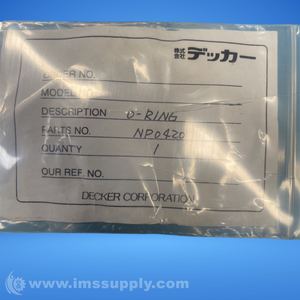 株式会社デッカー
ORDER NO.
MODEL NO.
DESCRIPTION O-RING
PARTS NO. NP0420
QUANTY 1
OUR REF. NO.
DECKER CORPORATION
© www.imssupply.com